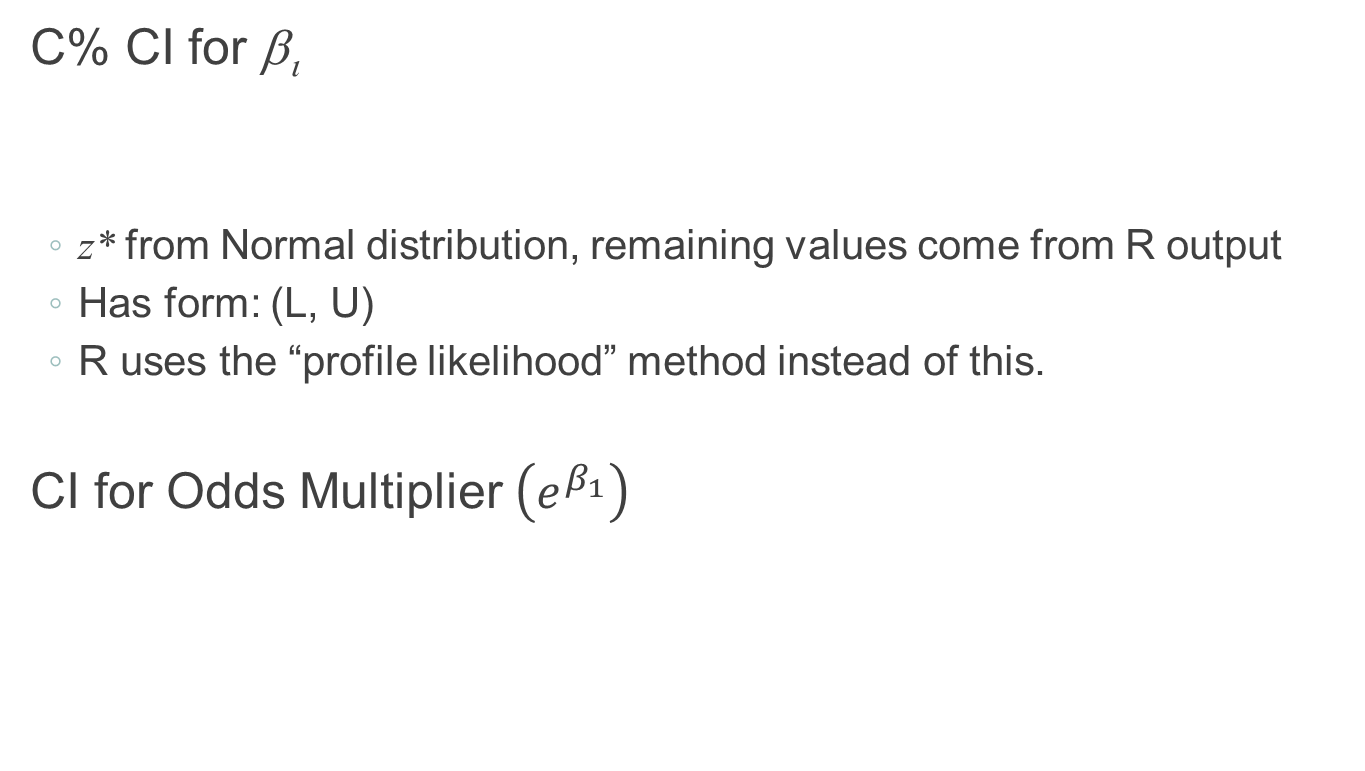 C% CI for βᵢ
◦ z* from Normal distribution, remaining values come from R output
◦ Has form: (L, U)
◦ R uses the “profile likelihood” method instead of this.
CI for Odds Multiplier (e^β₁)